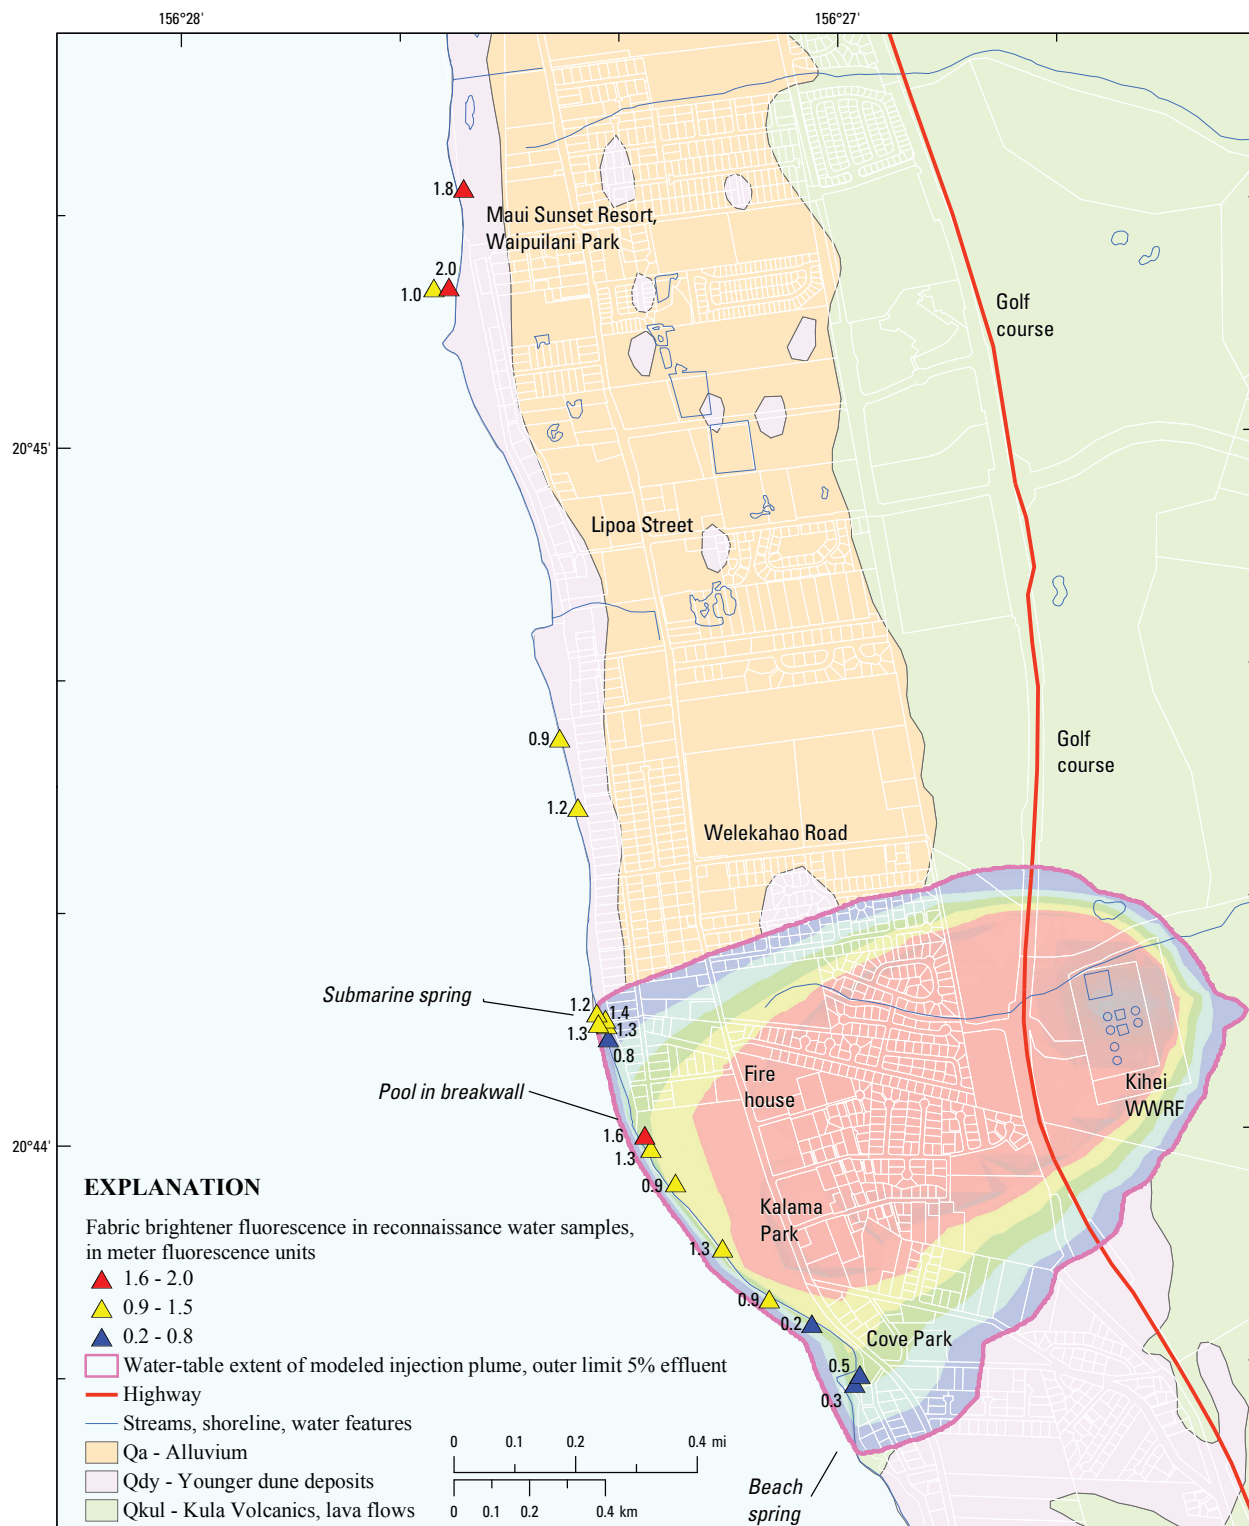 156°28'
156°27'
1.8
Maui Sunset Resort,
Waipuilani Park
2.0
1.0
Golf
course
20°45'
Lipoa Street
0.9
Golf
course
1.2
Welekahao Road
Submarine spring
1.2
1.4
1.3
1.3
0.8
Fire
house
Kihei
WWRF
Pool in breakwall
1.6
1.3
20°44'
0.9
Kalama
Park
1.3
0.9
0.2
Cove Park
0.5
0.3
Beach
spring
EXPLANATION
Fabric brightener fluorescence in reconnaissance water samples,
in meter fluorescence units
1.6 - 2.0
0.9 - 1.5
0.2 - 0.8
Water-table extent of modeled injection plume, outer limit 5% effluent
Highway
Streams, shoreline, water features
Qa - Alluvium
Qdy - Younger dune deposits
Qkul - Kula Volcanics, lava flows
0 0.1 0.2 0.4 mi
0 0.1 0.2 0.4 km